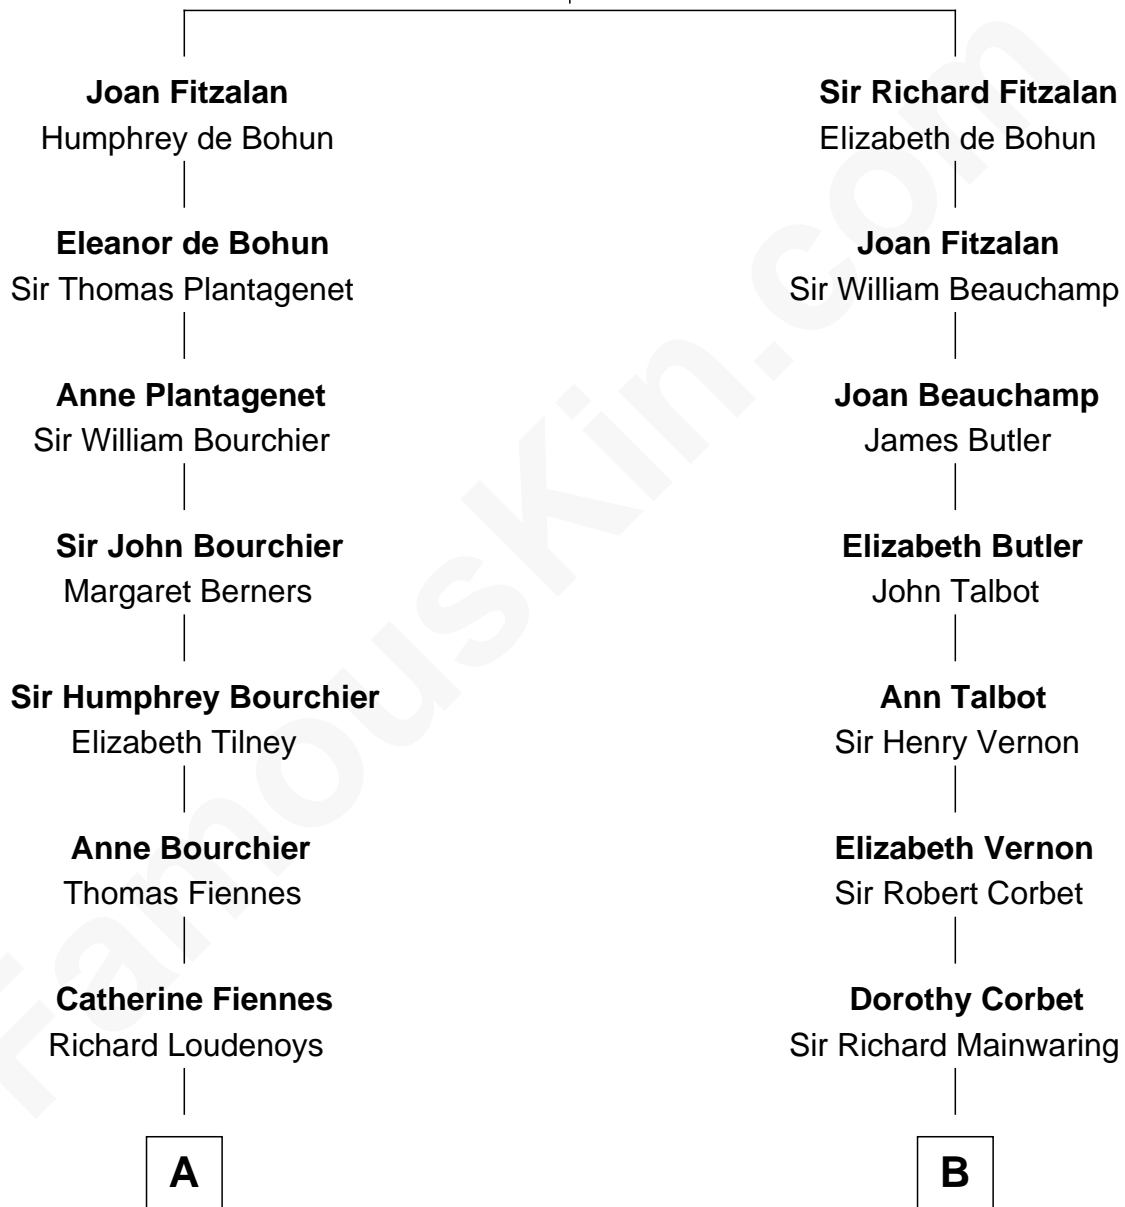 Joan Fitzalan
Humphrey de Bohun
Eleanor de Bohun
Sir Thomas Plantagenet
Anne Plantagenet
Sir William Bourchier
Sir John Bourchier
Margaret Berners
Sir Humphrey Bourchier
Elizabeth Tilney
Anne Bourchier
Thomas Fiennes
Catherine Fiennes
Richard Loudenoys
A
Sir Richard Fitzalan
Elizabeth de Bohun
Joan Fitzalan
Sir William Beauchamp
Joan Beauchamp
James Butler
Elizabeth Butler
John Talbot
Ann Talbot
Sir Henry Vernon
Elizabeth Vernon
Sir Robert Corbet
Dorothy Corbet
Sir Richard Mainwaring
B
FamousKin.com